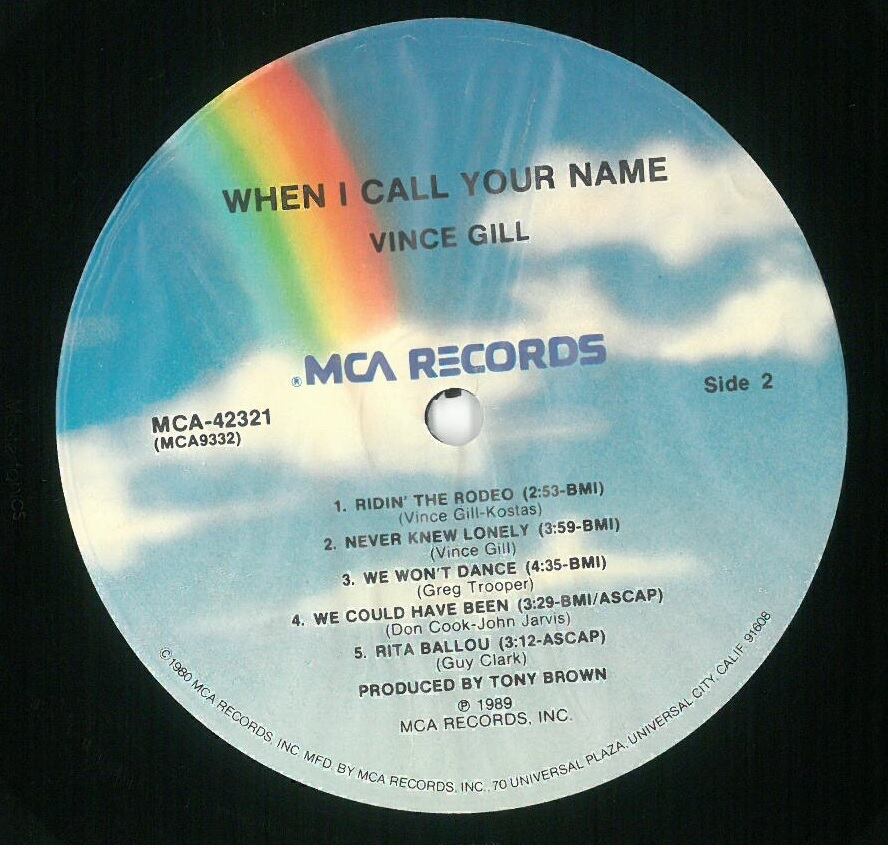 WHEN I CALL YOUR NAME
VINCE GILL
®MCA RECORDS
Side 2
MCA-42321
(MCA9332)
1. RIDIN' THE RODEO (2:53-BMI)
(Vince Gill-Kostas)
2. NEVER KNEW LONELY (3:59-BMI)
(Vince Gill)
3. WE WON'T DANCE (4:35-BMI)
(Greg Trooper)
4. WE COULD HAVE BEEN (3:29-BMI/ASCAP)
(Don Cook-John Jarvis)
5. RITA BALLOU (3:12-ASCAP)
(Guy Clark)
PRODUCED BY TONY BROWN
℗ 1989
MCA RECORDS, INC.
©1980 MCA RECORDS, INC. MFD. BY MCA RECORDS, INC., 70 UNIVERSAL PLAZA, UNIVERSAL CITY, CALIF. 91608